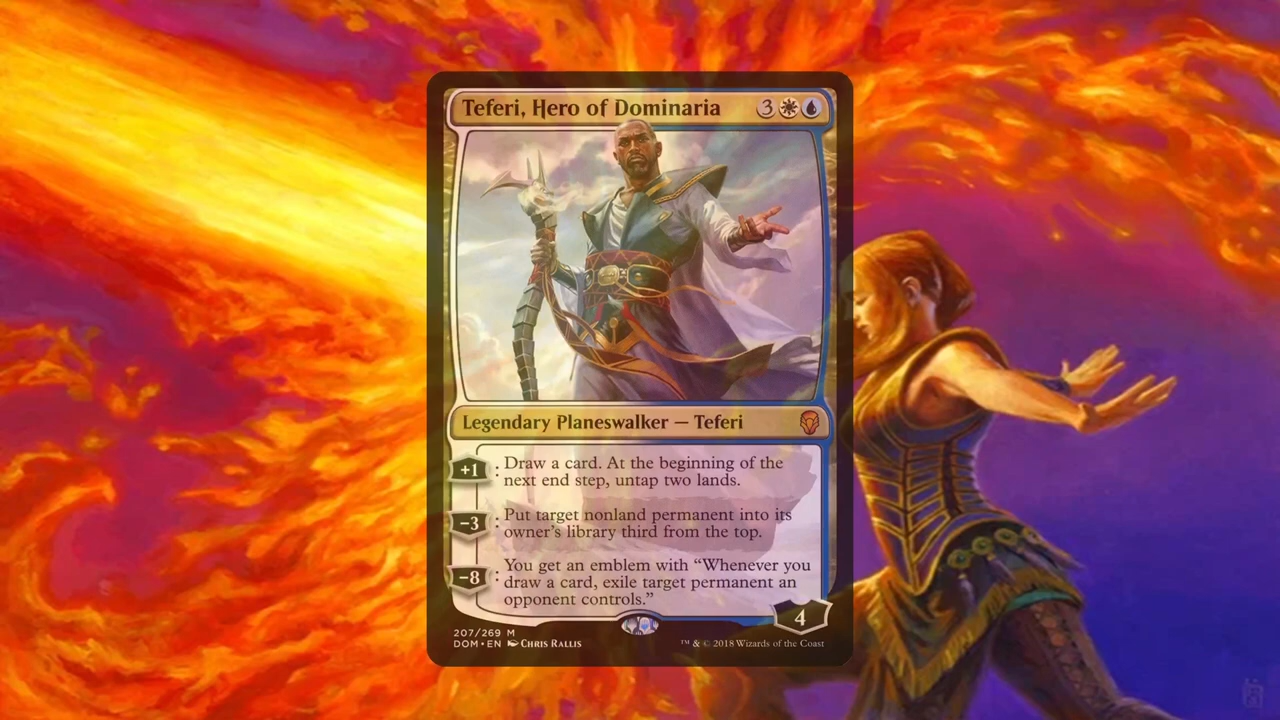 Teferi, Hero of Dominaria 3
Legendary Planeswalker — Teferi
+1 : Draw a card. At the beginning of the
next end step, untap two lands.
−3 : Put target nonland permanent into its
owner's library third from the top.
−8 : You get an emblem with “Whenever you
draw a card, exile target permanent an
opponent controls.”
4
207/269 M
DOM • EN Chris Rallis
™ & © 2018 Wizards of the Coast